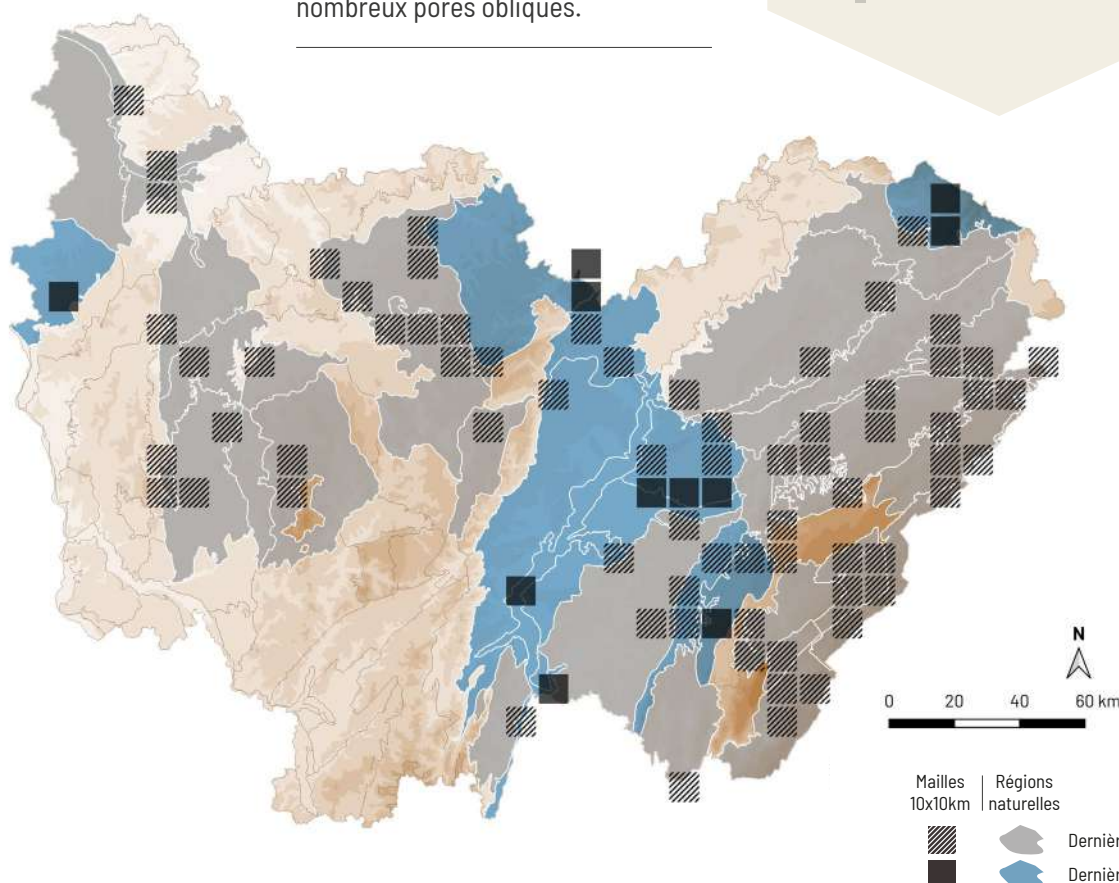 nombreux pores obliques.
N
0 20 40 60 km
Mailles Régions
10x10km naturelles
Dernièr
Dernièr